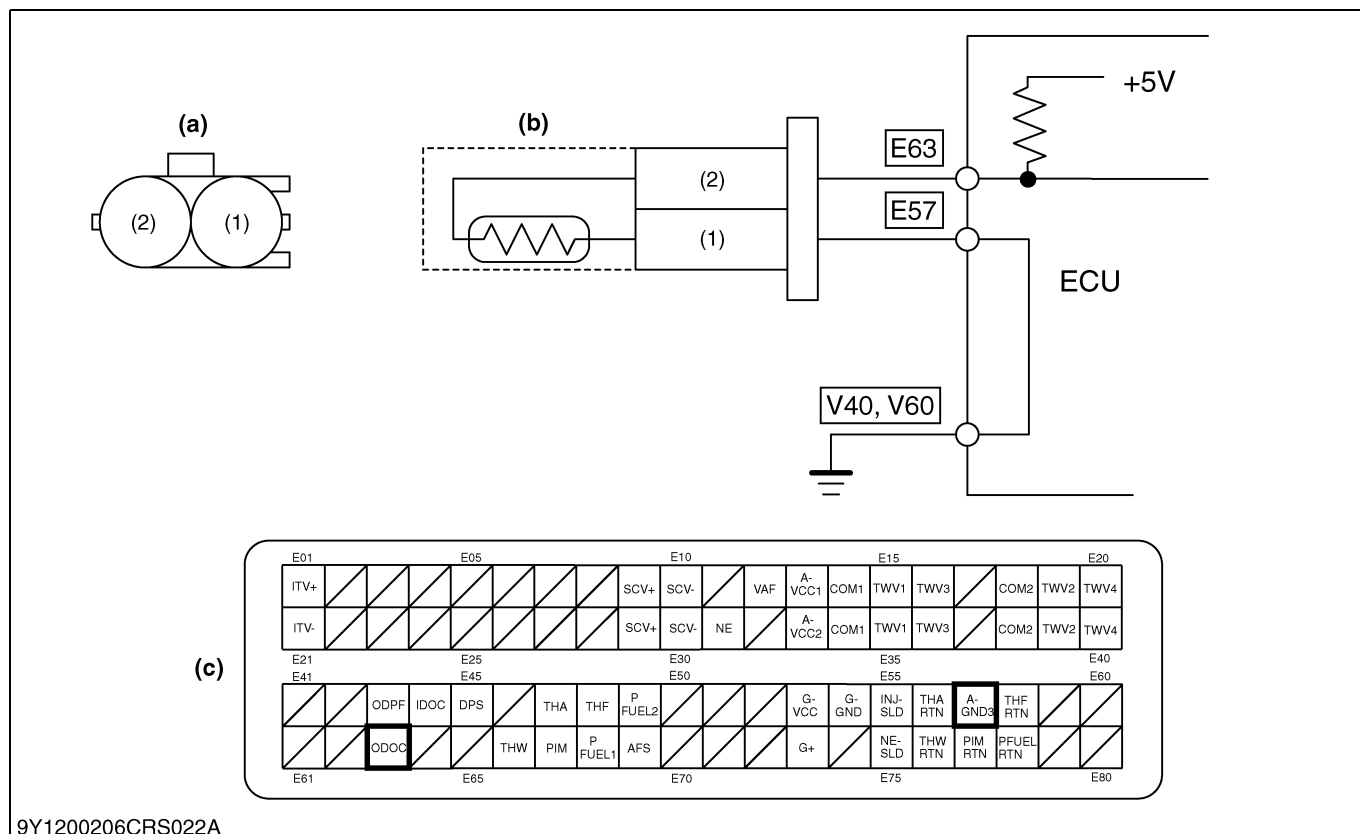 (a)
(2) (1)
(b)
(2)
(1)
E63
E57
+5V
ECU
V40, V60
(c)
E01 E05 E10 E15 E20
ITV+ SCV+ SCV- VAF A-VCC1 COM1 TWV1 TWV3 COM2 TWV2 TWV4
ITV- SCV+ SCV- NE A-VCC2 COM1 TWV1 TWV3 COM2 TWV2 TWV4
E21 E25 E30 E35 E40
E41 E45 E50 E55 E60
ODPF IDOC DPS THA THF P FUEL2 G-VCC G-GND INJ-SLD THA RTN A-GND3 THF RTN
ODOC THW PIM P FUEL1 AFS G+ NE-SLD THW RTN PIM RTN PFUEL RTN
E61 E65 E70 E75 E80
9Y1200206CRS022A